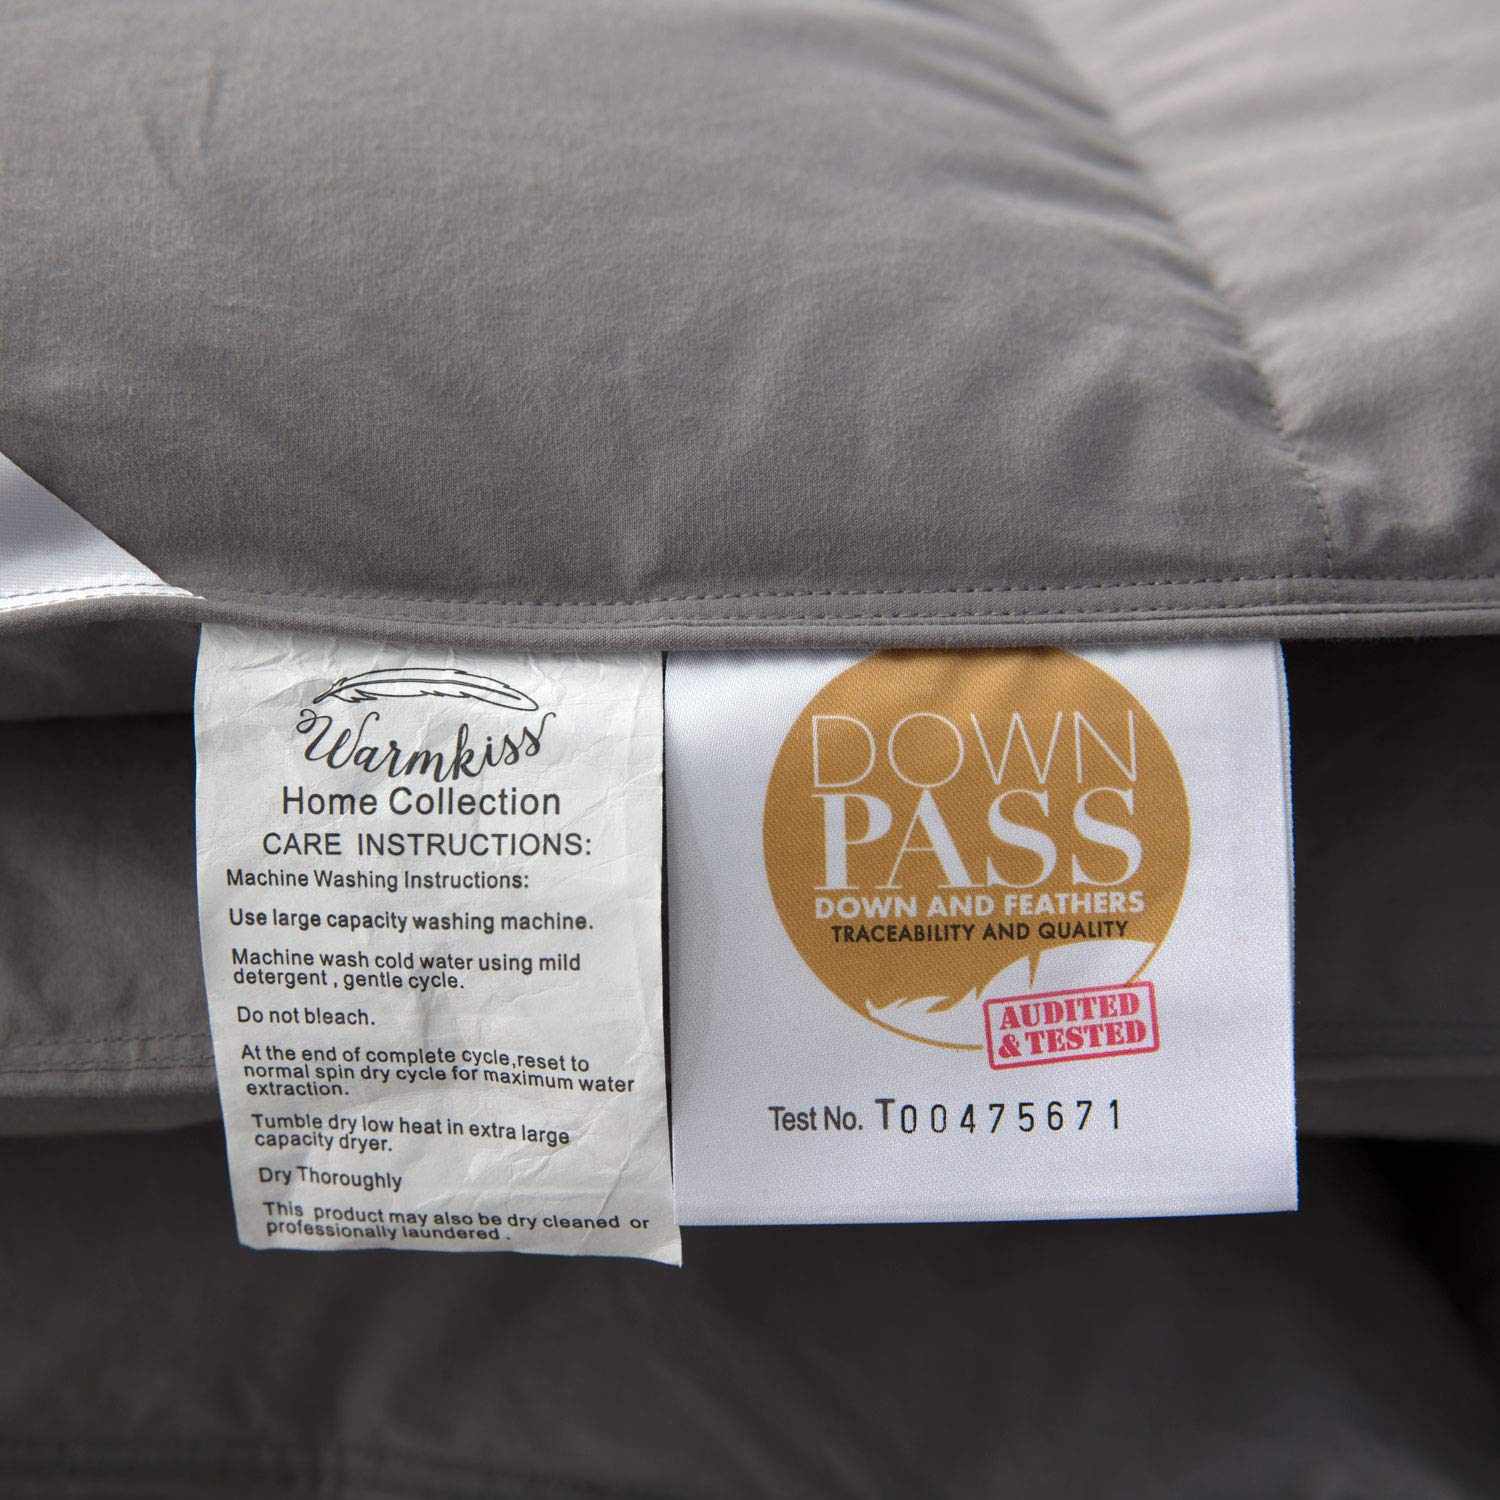 Warmkiss
Home Collection
CARE INSTRUCTIONS:
Machine Washing Instructions:
Use large capacity washing machine.
Machine wash cold water using mild
detergent , gentle cycle.
Do not bleach.
At the end of complete cycle,reset to
normal spin dry cycle for maximum water
extraction.
Tumble dry low heat in extra large
capacity dryer.
Dry Thoroughly
This product may also be dry cleaned or
professionally laundered .
DOWN
PASS
DOWN AND FEATHERS
TRACEABILITY AND QUALITY
AUDITED
& TESTED
Test No. T00475671